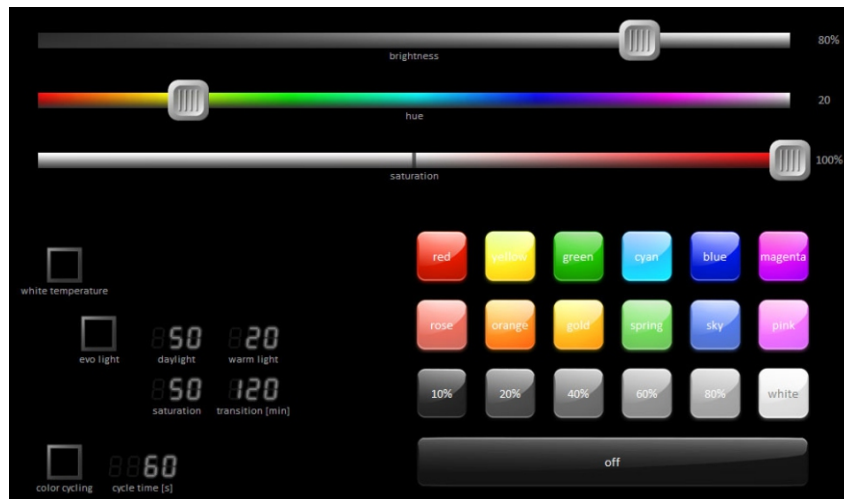 80%
brightness
20
hue
100%
saturation
red yellow green cyan blue magenta
white temperature
rose orange gold spring sky pink
50 20
evo light daylight warm light
50 120
saturation transition [min]
10% 20% 40% 60% 80% white
60
color cycling cycle time [s]
off